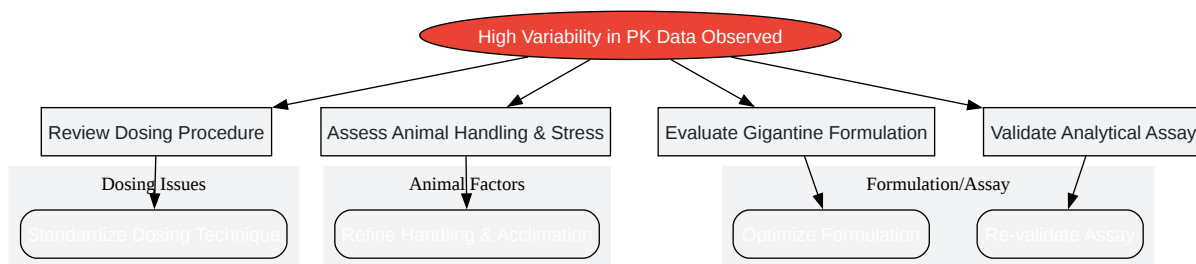 High Variability in PK Data Observed
Review Dosing Procedure
Assess Animal Handling & Stress
Evaluate Gigantine Formulation
Validate Analytical Assay
Dosing Issues
Animal Factors
Formulation/Assay
Standardize Dosing Technique
Refine Handling & Acclimation
Optimize Formulation
Re-validate Assay